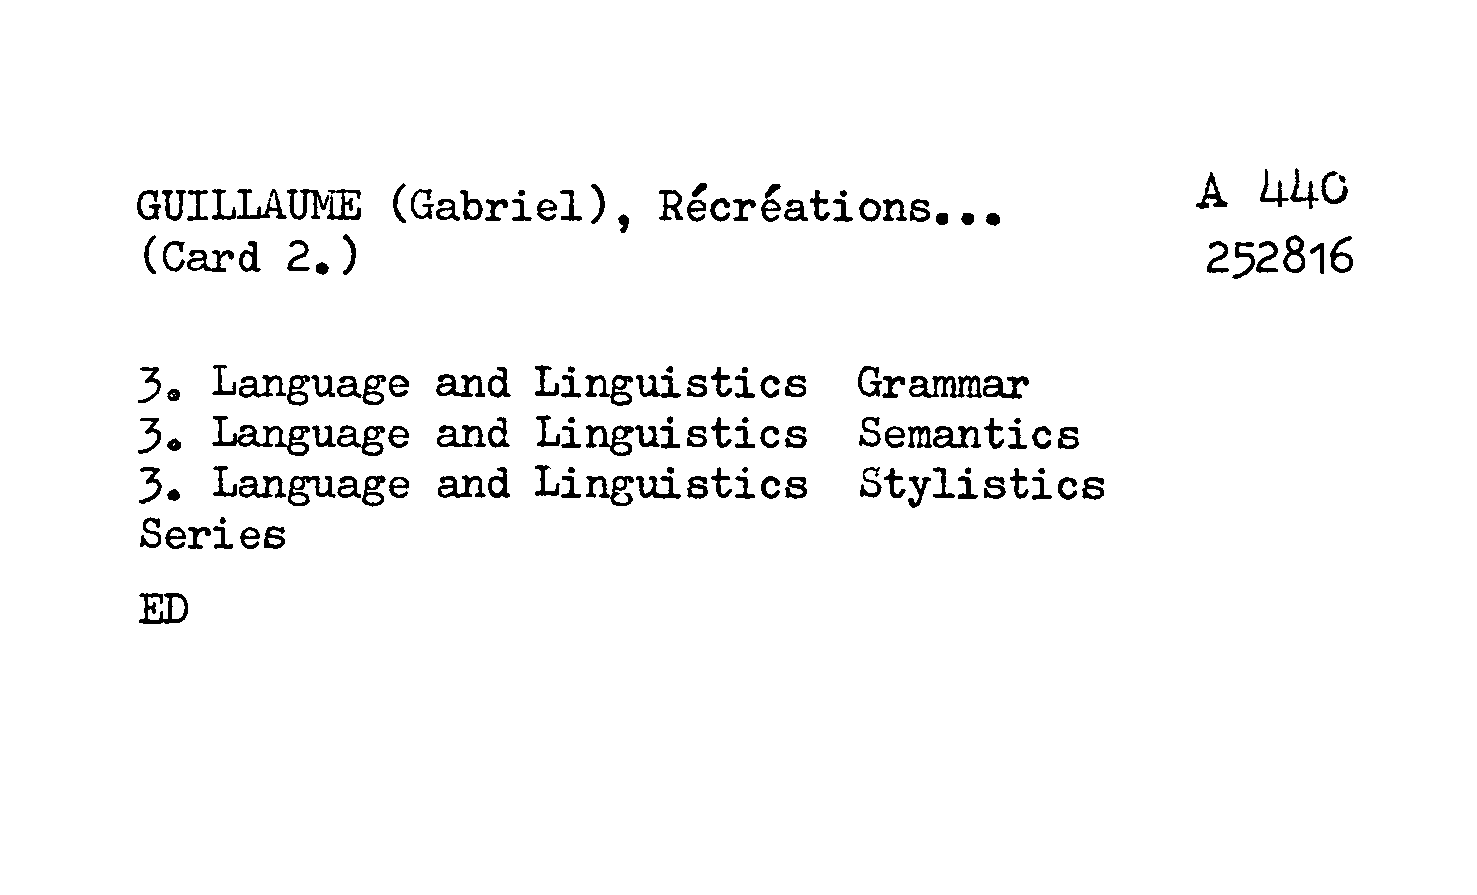 GUILLAUME (Gabriel), Récréations... A 440
(Card 2.) 252816
3. Language and Linguistics Grammar
3. Language and Linguistics Semantics
3. Language and Linguistics Stylistics
Series
ED